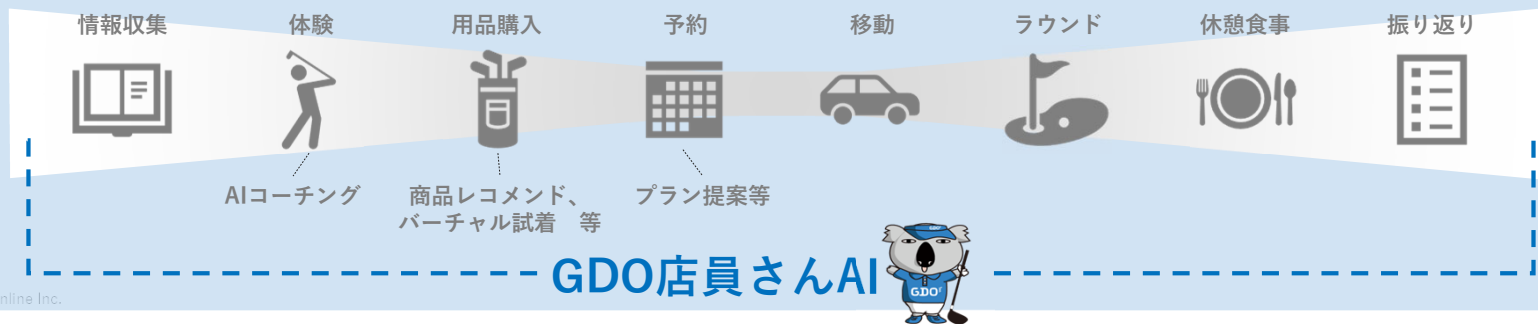 情報収集
体験
用品購入
予約
移動
ラウンド
休憩食事
振り返り
AIコーチング
商品レコメンド、
バーチャル試着　等
プラン提案等
GDO店員さんAI
GDO
nline Inc.